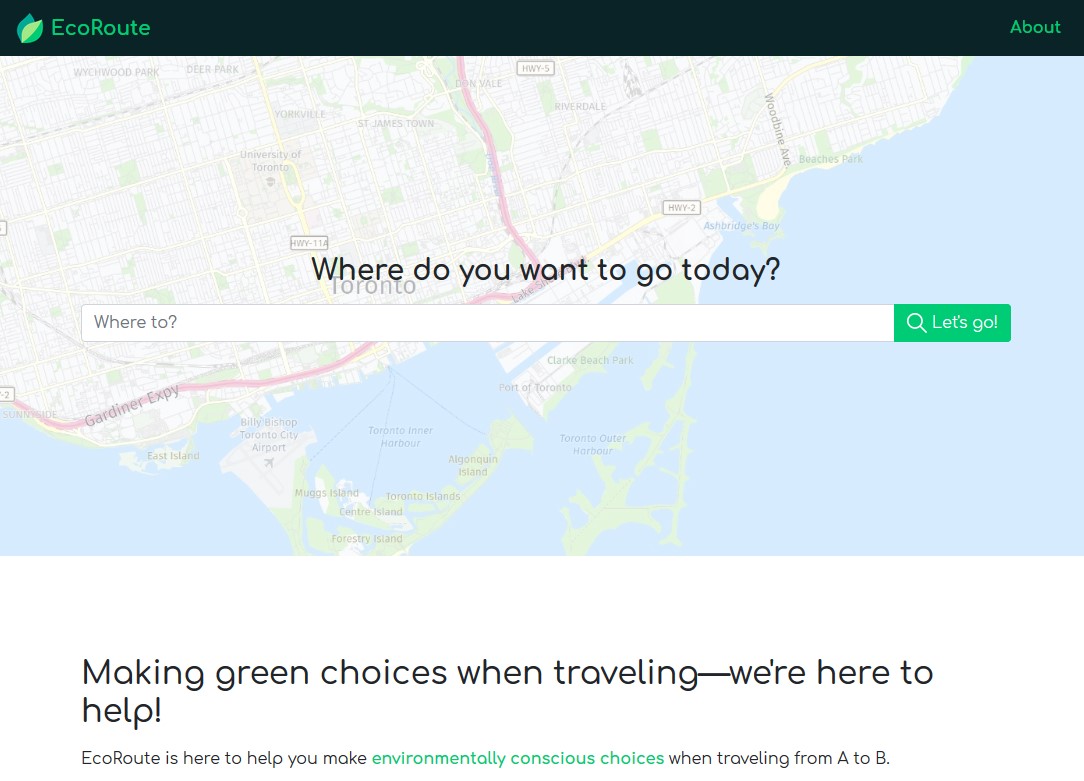 EcoRoute
About
WYCHWOOD PARK
DEER PARK
HWY-5
DON VALE
RIVERDALE
YORKVILLE
ST JAMES TOWN
Woodbine Ave
University of
Toronto
Beaches Park
HWY-2
Ashbridge's Bay
HWY-11A
Where do you want to go today?
Toronto
Where to?
Let's go!
Clarke Beach Park
Port of Toronto
-2
SUNNYSIDE
Gardiner Expy
Billy Bishop
Toronto City
Airport
Toronto Inner
Harbour
Toronto Outer
Harbour
East Island
Algonquin
Island
Muggs Island
Toronto Islands
Centre Island
Forestry Island
Making green choices when traveling—we're here to
help!
EcoRoute is here to help you make environmentally conscious choices when traveling from A to B.